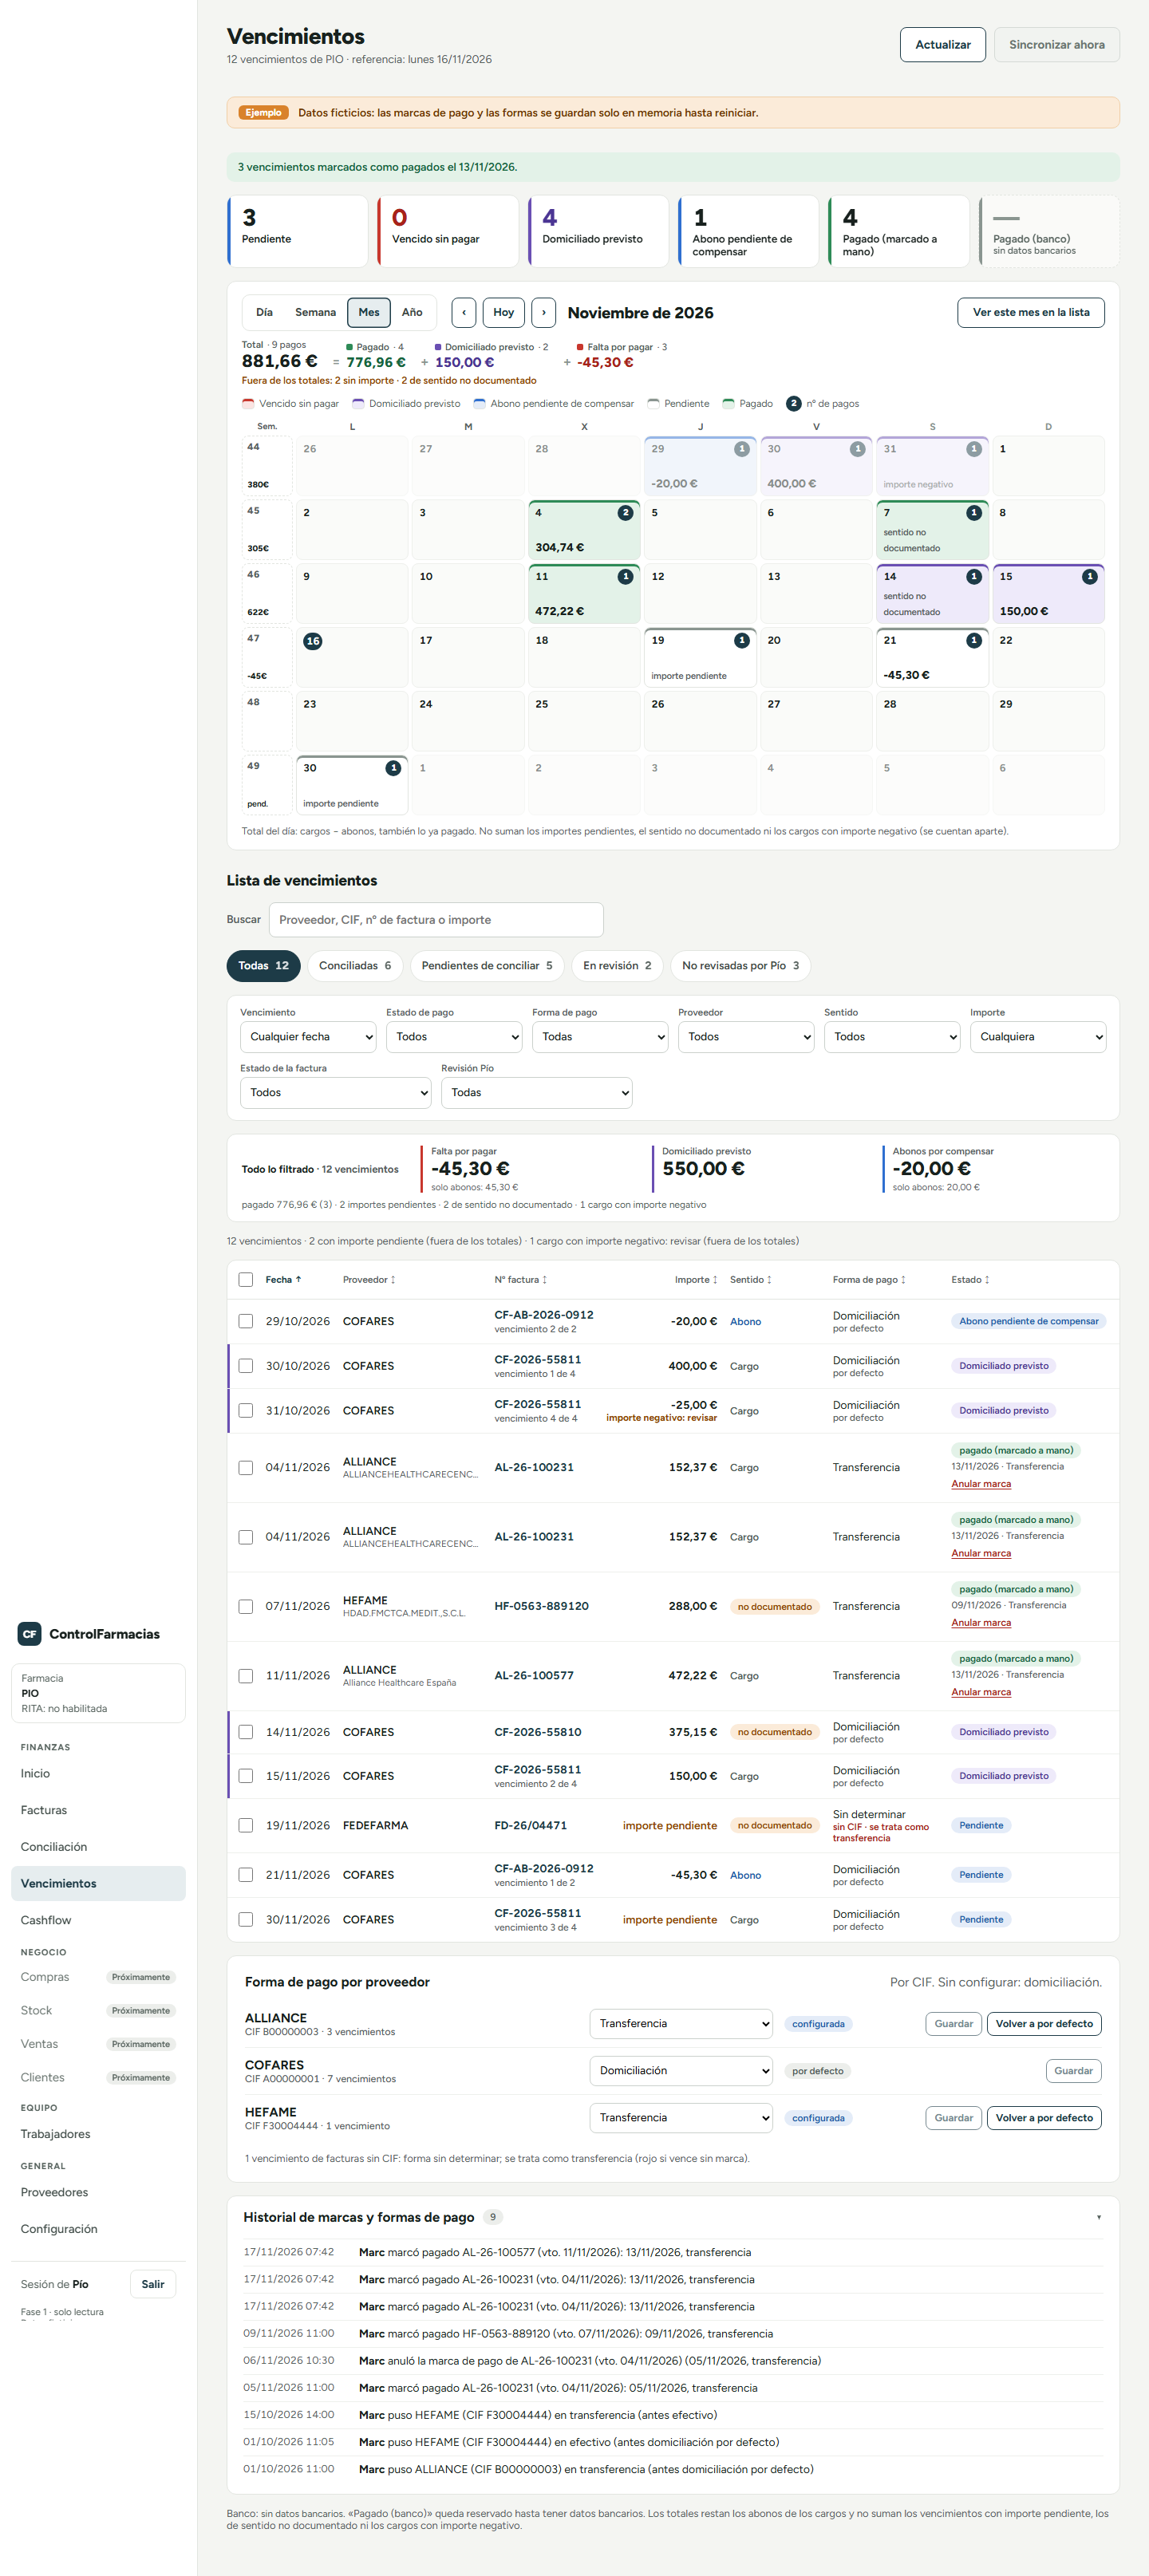 Vencimientos
12 vencimientos de PIO · referencia: lunes 16/11/2026
Actualizar
Sincronizar ahora
Ejemplo Datos ficticios: las marcas de pago y las formas se guardan solo en memoria hasta reiniciar.
3 vencimientos marcados como pagados el 13/11/2026.
3
Pendiente
0
Vencido sin pagar
4
Domiciliado previsto
1
Abono pendiente de
compensar
4
Pagado (marcado a
mano)
—
Pagado (banco)
sin datos bancarios
Día Semana Mes Año ‹ Hoy › Noviembre de 2026 Ver este mes en la lista
Total · 9 pagos Pagado · 4 Domiciliado previsto · 2 Falta por pagar · 3
881,66 € = 776,96 € + 150,00 € + -45,30 €
Fuera de los totales: 2 sin importe · 2 de sentido no documentado
Vencido sin pagar Domiciliado previsto Abono pendiente de compensar Pendiente Pagado 2 nº de pagos
Sem. L M X J V S D
44 26 27 28 29 1 30 1 31 1 1
380€ -20,00 € 400,00 € importe negativo
45 2 3 4 2 5 6 7 1 8
305€ 304,74 € sentido no
documentado
46 9 10 11 1 12 13 14 1 15 1
622€ 472,22 € sentido no
documentado 150,00 €
47 16 17 18 19 1 20 21 1 22
-45€ importe pendiente -45,30 €
48 23 24 25 26 27 28 29
49 30 1 1 2 3 4 5 6
pend. importe pendiente
Total del día: cargos − abonos, también lo ya pagado. No suman los importes pendientes, el sentido no documentado ni los cargos con importe negativo (se cuentan aparte).
Lista de vencimientos
Buscar Proveedor, CIF, nº de factura o importe
Todas 12 Conciliadas 6 Pendientes de conciliar 5 En revisión 2 No revisadas por Pío 3
Vencimiento Estado de pago Forma de pago Proveedor Sentido Importe
Cualquier fecha Todos Todas Todos Todos Cualquiera
Estado de la factura Revisión Pío
Todos Todas
Todo lo filtrado · 12 vencimientos
Falta por pagar
-45,30 €
solo abonos: 45,30 €
Domiciliado previsto
550,00 €
Abonos por compensar
-20,00 €
solo abonos: 20,00 €
pagado 776,96 € (3) · 2 importes pendientes · 2 de sentido no documentado · 1 cargo con importe negativo
12 vencimientos · 2 con importe pendiente (fuera de los totales) · 1 cargo con importe negativo: revisar (fuera de los totales)
Fecha ↑ Proveedor ↕ Nº factura ↕ Importe ↕ Sentido ↕ Forma de pago ↕ Estado ↕
29/10/2026 COFARES CF-AB-2026-0912 -20,00 € Abono Domiciliación Abono pendiente de compensar
vencimiento 2 de 2 por defecto
30/10/2026 COFARES CF-2026-55811 400,00 € Cargo Domiciliación Domiciliado previsto
vencimiento 1 de 4 por defecto
31/10/2026 COFARES CF-2026-55811 -25,00 € Cargo Domiciliación Domiciliado previsto
vencimiento 4 de 4 importe negativo: revisar por defecto
04/11/2026 ALLIANCE AL-26-100231 152,37 € Cargo Transferencia pagado (marcado a mano)
ALLIANCEHEALTHCARECENC... 13/11/2026 · Transferencia
Anular marca
04/11/2026 ALLIANCE AL-26-100231 152,37 € Cargo Transferencia pagado (marcado a mano)
ALLIANCEHEALTHCARECENC... 13/11/2026 · Transferencia
Anular marca
07/11/2026 HEFAME HF-0563-889120 288,00 € no documentado Transferencia pagado (marcado a mano)
HDAD.FMCTCA.MEDIT.,S.C.L. 09/11/2026 · Transferencia
Anular marca
11/11/2026 ALLIANCE AL-26-100577 472,22 € Cargo Transferencia pagado (marcado a mano)
Alliance Healthcare España 13/11/2026 · Transferencia
Anular marca
14/11/2026 COFARES CF-2026-55810 375,15 € no documentado Domiciliación Domiciliado previsto
por defecto
15/11/2026 COFARES CF-2026-55811 150,00 € Cargo Domiciliación Domiciliado previsto
vencimiento 2 de 4 por defecto
19/11/2026 FEDEFARMA FD-26/04471 importe pendiente no documentado Sin determinar Pendiente
sin CIF · se trata como
transferencia
21/11/2026 COFARES CF-AB-2026-0912 -45,30 € Abono Domiciliación Pendiente
vencimiento 1 de 2 por defecto
30/11/2026 COFARES CF-2026-55811 importe pendiente Cargo Domiciliación Pendiente
vencimiento 3 de 4 por defecto
Forma de pago por proveedor Por CIF. Sin configurar: domiciliación.
ALLIANCE Transferencia configurada Guardar Volver a por defecto
CIF B00000003 · 3 vencimientos
COFARES Domiciliación por defecto Guardar
CIF A00000001 · 7 vencimientos
HEFAME Transferencia configurada Guardar Volver a por defecto
CIF F30004444 · 1 vencimiento
1 vencimiento de facturas sin CIF: forma sin determinar; se trata como transferencia (rojo si vence sin marca).
Historial de marcas y formas de pago 9
17/11/2026 07:42 Marc marcó pagado AL-26-100577 (vto. 11/11/2026): 13/11/2026, transferencia
17/11/2026 07:42 Marc marcó pagado AL-26-100231 (vto. 04/11/2026): 13/11/2026, transferencia
17/11/2026 07:42 Marc marcó pagado AL-26-100231 (vto. 04/11/2026): 13/11/2026, transferencia
09/11/2026 11:00 Marc marcó pagado HF-0563-889120 (vto. 07/11/2026): 09/11/2026, transferencia
06/11/2026 10:30 Marc anuló la marca de pago de AL-26-100231 (vto. 04/11/2026) (05/11/2026, transferencia)
05/11/2026 11:00 Marc marcó pagado AL-26-100231 (vto. 04/11/2026): 05/11/2026, transferencia
15/10/2026 14:00 Marc puso HEFAME (CIF F30004444) en transferencia (antes efectivo)
01/10/2026 11:05 Marc puso HEFAME (CIF F30004444) en efectivo (antes domiciliación por defecto)
01/10/2026 11:00 Marc puso ALLIANCE (CIF B00000003) en transferencia (antes domiciliación por defecto)
Banco: sin datos bancarios. «Pagado (banco)» queda reservado hasta tener datos bancarios. Los totales restan los abonos de los cargos y no suman los vencimientos con importe pendiente, los
de sentido no documentado ni los cargos con importe negativo.
CF ControlFarmacias
Farmacia
PIO
RITA: no habilitada
FINANZAS
Inicio
Facturas
Conciliación
Vencimientos
Cashflow
NEGOCIO
Compras Próximamente
Stock Próximamente
Ventas Próximamente
Clientes Próximamente
EQUIPO
Trabajadores
GENERAL
Proveedores
Configuración
Sesión de Pío Salir
Fase 1 · solo lectura